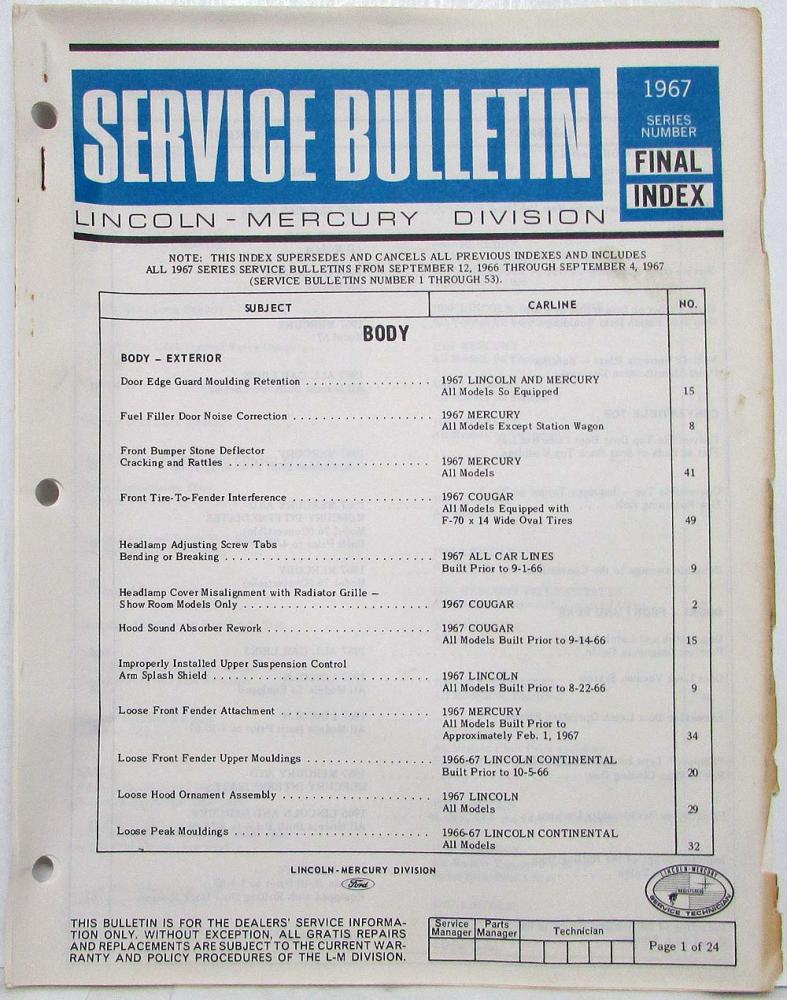 SERVICE BULLETIN
LINCOLN-MERCURY DIVISION
1967
SERIES
NUMBER
FINAL
INDEX
NOTE: THIS INDEX SUPERSEDES AND CANCELS ALL PREVIOUS INDEXES AND INCLUDES
ALL 1967 SERIES SERVICE BULLETINS FROM SEPTEMBER 12, 1966 THROUGH SEPTEMBER 4, 1967
(SERVICE BULLETINS NUMBER 1 THROUGH 53).
SUBJECT CARLINE NO.
BODY
BODY – EXTERIOR
Door Edge Guard Moulding Retention . . . . . . . . . . . . . . . . 1967 LINCOLN AND MERCURY
All Models So Equipped 15
Fuel Filler Door Noise Correction . . . . . . . . . . . . . . . . . . 1967 MERCURY
All Models Except Station Wagon 8
Front Bumper Stone Deflector
Cracking and Rattles . . . . . . . . . . . . . . . . . . . . . . . . . . 1967 MERCURY
All Models 41
Front Tire-To-Fender Interference . . . . . . . . . . . . . . . . . . 1967 COUGAR
All Models Equipped with
F-70 x 14 Wide Oval Tires 49
Headlamp Adjusting Screw Tabs
Bending or Breaking . . . . . . . . . . . . . . . . . . . . . . . . . . 1967 ALL CAR LINES
Built Prior to 9-1-66 9
Headlamp Cover Misalignment with Radiator Grille –
Show Room Models Only . . . . . . . . . . . . . . . . . . . . . . . . 1967 COUGAR 2
Hood Sound Absorber Rework . . . . . . . . . . . . . . . . . . . . . 1967 COUGAR
All Models Built Prior to 9-14-66 15
Improperly Installed Upper Suspension Control
Arm Splash Shield . . . . . . . . . . . . . . . . . . . . . . . . . . . . 1967 LINCOLN
All Models Built Prior to 8-22-66 9
Loose Front Fender Attachment . . . . . . . . . . . . . . . . . . . . 1967 MERCURY
All Models Built Prior to
Approximately Feb. 1, 1967 34
Loose Front Fender Upper Mouldings . . . . . . . . . . . . . . . . 1966-67 LINCOLN CONTINENTAL
Built Prior to 10-5-66 20
Loose Hood Ornament Assembly . . . . . . . . . . . . . . . . . . . 1967 LINCOLN
All Models 29
Loose Peak Mouldings . . . . . . . . . . . . . . . . . . . . . . . . . 1966-67 LINCOLN CONTINENTAL
All Models 32
LINCOLN-MERCURY DIVISION
Ford
LINCOLN-MERCURY
REGISTERED
SERVICE TECHNICIAN
THIS BULLETIN IS FOR THE DEALERS' SERVICE INFORMA-
TION ONLY. WITHOUT EXCEPTION, ALL GRATIS REPAIRS
AND REPLACEMENTS ARE SUBJECT TO THE CURRENT WAR-
RANTY AND POLICY PROCEDURES OF THE L-M DIVISION.
Service Manager Parts Manager Technician
Page 1 of 24